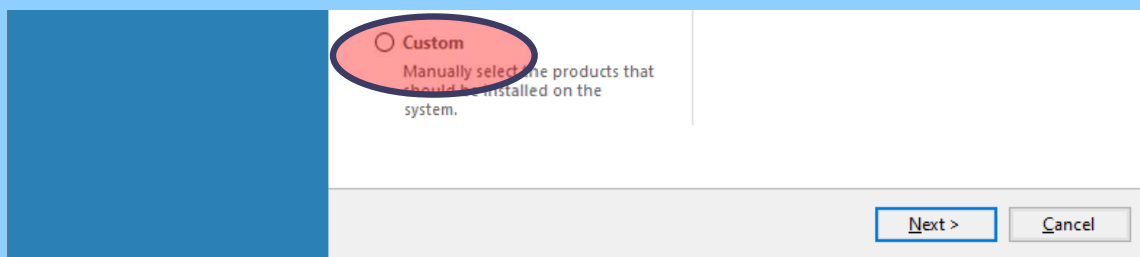 Custom
Manually select the products that
should be installed on the
system.
Next >
Cancel